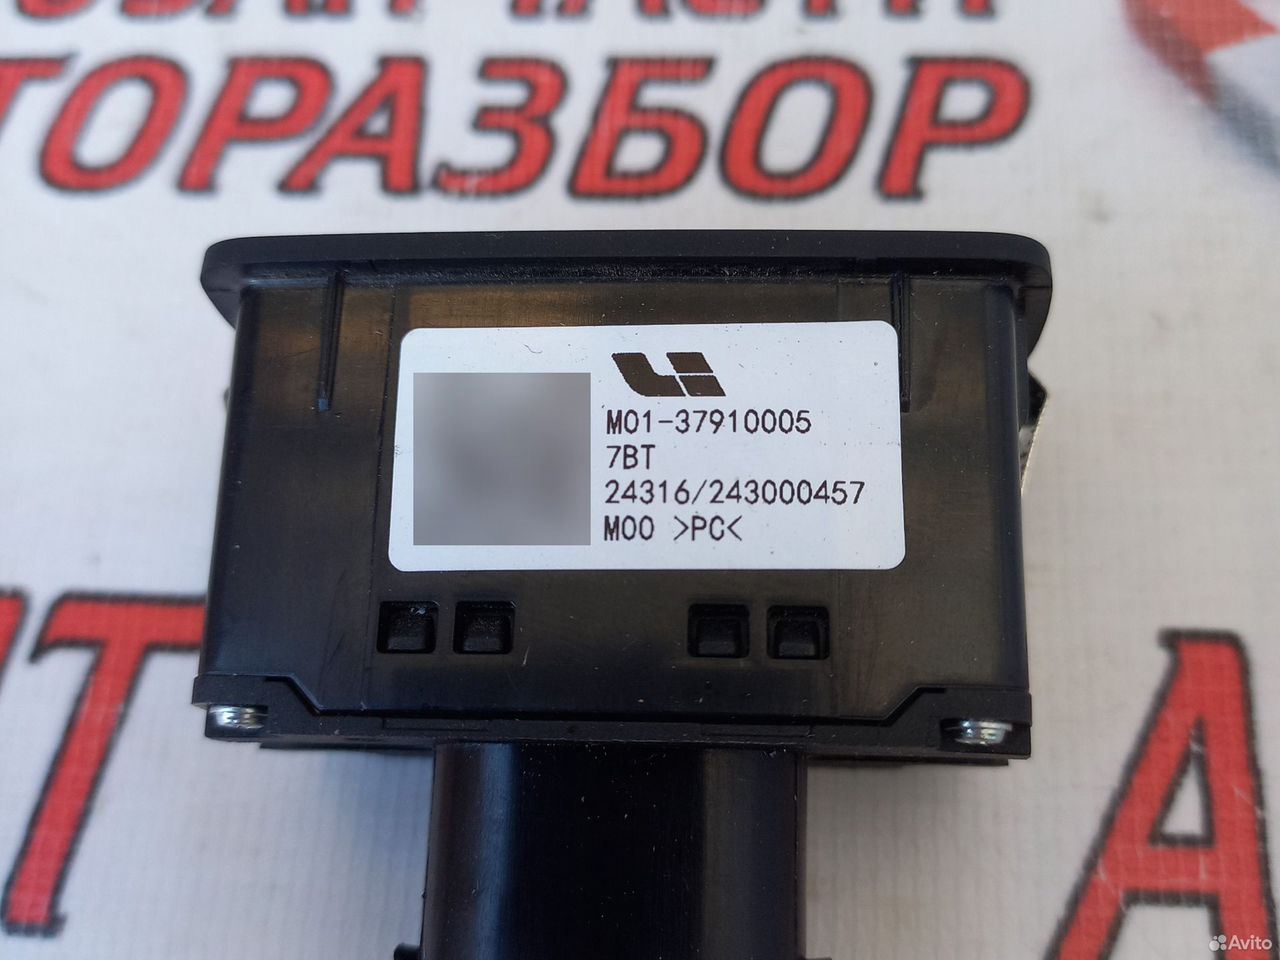 ТОРАЗБОР
M01-37910005
7BT
24316/243000457
M00 >PC<
А
Avito